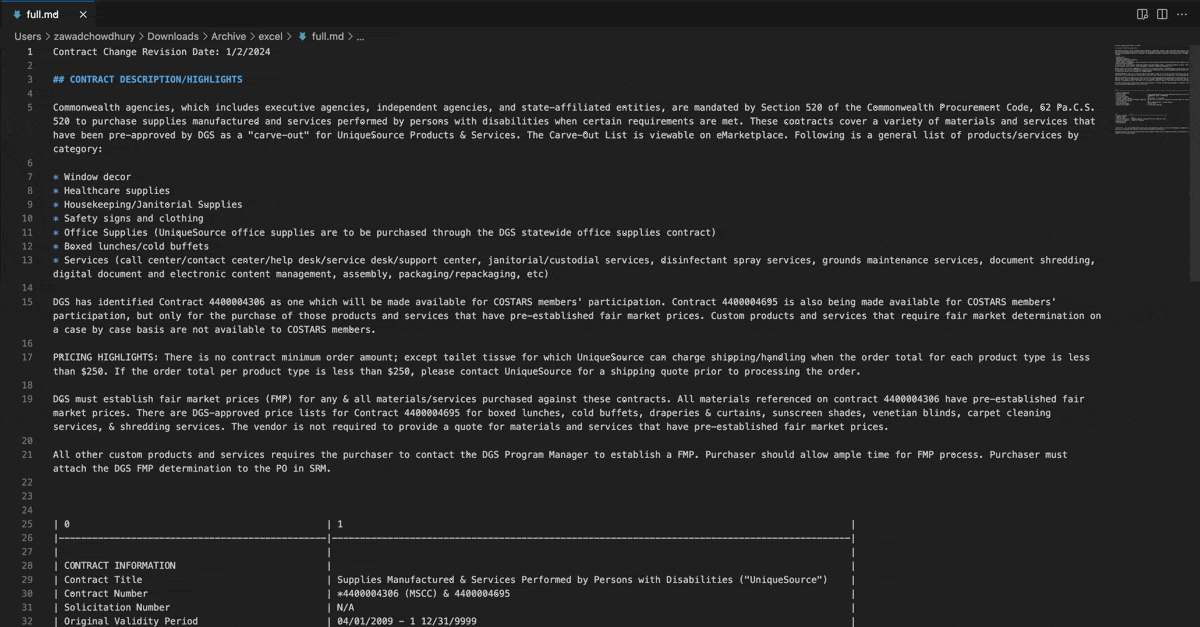 full.md
Users > zawadchowdhury > Downloads > Archive > excel > full.md > ...
1 Contract Change Revision Date: 1/2/2024
2
3 ## CONTRACT DESCRIPTION/HIGHLIGHTS
4
5 Commonwealth agencies, which includes executive agencies, independent agencies, and state-affiliated entities, are mandated by Section 520 of the Commonwealth Procurement Code, 62 Pa.C.S.
520 to purchase supplies manufactured and services performed by persons with disabilities when certain requirements are met. These contracts cover a variety of materials and services that
have been pre-approved by DGS as a "carve-out" for UniqueSource Products & Services. The Carve-Out List is viewable on eMarketplace. Following is a general list of products/services by
category:
6
7 * Window decor
8 * Healthcare supplies
9 * Housekeeping/Janitorial Supplies
10 * Safety signs and clothing
11 * Office Supplies (UniqueSource office supplies are to be purchased through the DGS statewide office supplies contract)
12 * Boxed lunches/cold buffets
13 * Services (call center/contact center/help desk/service desk/support center, janitorial/custodial services, disinfectant spray services, grounds maintenance services, document shredding,
digital document and electronic content management, assembly, packaging/repackaging, etc)
14
15 DGS has identified Contract 4400004306 as one which will be made available for COSTARS members' participation. Contract 4400004695 is also being made available for COSTARS members'
participation, but only for the purchase of those products and services that have pre-established fair market prices. Custom products and services that require fair market determination on
a case by case basis are not available to COSTARS members.
16
17 PRICING HIGHLIGHTS: There is no contract minimum order amount; except toilet tissue for which UniqueSource can charge shipping/handling when the order total for each product type is less
than $250. If the order total per product type is less than $250, please contact UniqueSource for a shipping quote prior to processing the order.
18
19 DGS must establish fair market prices (FMP) for any & all materials/services purchased against these contracts. All materials referenced on contract 4400004306 have pre-established fair
market prices. There are DGS-approved price lists for Contract 4400004695 for boxed lunches, cold buffets, draperies & curtains, sunscreen shades, venetian blinds, carpet cleaning
services, & shredding services. The vendor is not required to provide a quote for materials and services that have pre-established fair market prices.
20
21 All other custom products and services requires the purchaser to contact the DGS Program Manager to establish a FMP. Purchaser should allow ample time for FMP process. Purchaser must
attach the DGS FMP determination to the PO in SRM.
22
23
24
25 | 0 | 1 |
26 |---|---|
27 | | |
28 | CONTRACT INFORMATION | |
29 | Contract Title | Supplies Manufactured & Services Performed by Persons with Disabilities ("UniqueSource") |
30 | Contract Number | *4400004306 (MSCC) & 4400004695 |
31 | Solicitation Number | N/A |
32 | Original Validity Period | 04/01/2009 - 1 12/31/9999 |